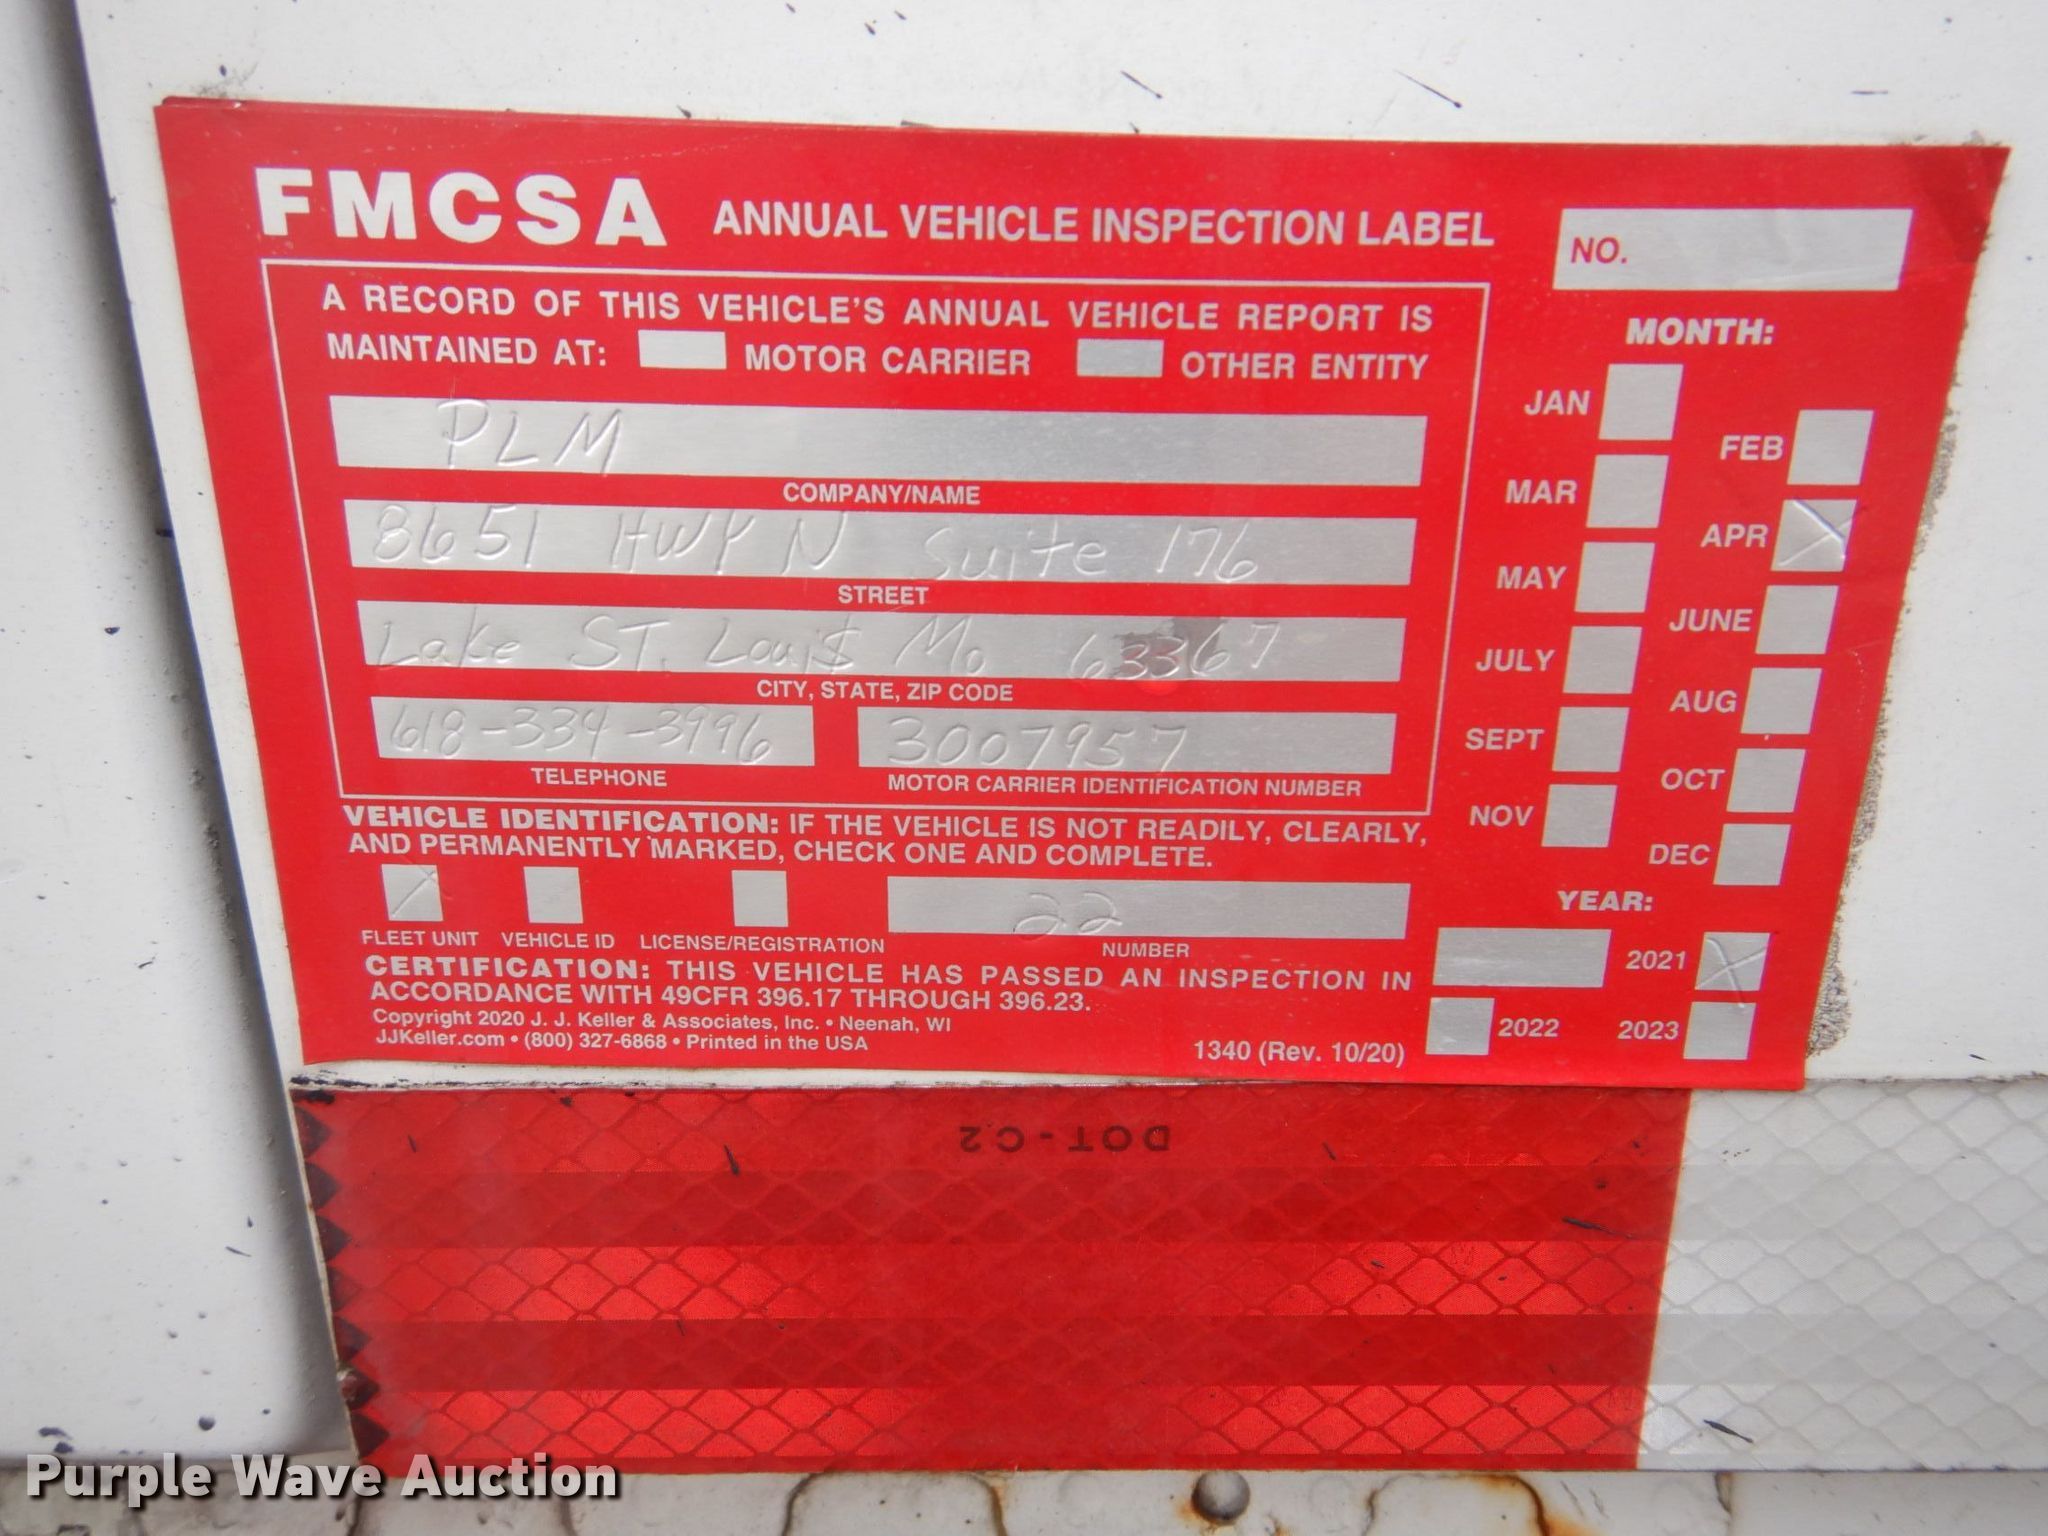 FMCSA ANNUAL VEHICLE INSPECTION LABEL
NO.
A RECORD OF THIS VEHICLE'S ANNUAL VEHICLE REPORT IS
MAINTAINED AT: MOTOR CARRIER OTHER ENTITY
PLM
COMPANY/NAME
8651 HWY N Suite 176
STREET
Lake ST. Louis Mo 63367
CITY, STATE, ZIP CODE
618-334-3996 3007957
TELEPHONE MOTOR CARRIER IDENTIFICATION NUMBER
VEHICLE IDENTIFICATION: IF THE VEHICLE IS NOT READILY, CLEARLY,
AND PERMANENTLY MARKED, CHECK ONE AND COMPLETE.
X 22
FLEET UNIT VEHICLE ID LICENSE/REGISTRATION NUMBER
CERTIFICATION: THIS VEHICLE HAS PASSED AN INSPECTION IN
ACCORDANCE WITH 49CFR 396.17 THROUGH 396.23.
Copyright 2020 J. J. Keller & Associates, Inc. • Neenah, WI
JJKeller.com • (800) 327-6868 • Printed in the USA
1340 (Rev. 10/20)
MONTH:
JAN
FEB
MAR
APR X
MAY
JUNE
JULY
AUG
SEPT
OCT
NOV
DEC
YEAR:
2021 X
2022 2023
DOT-C2
Purple Wave Auction